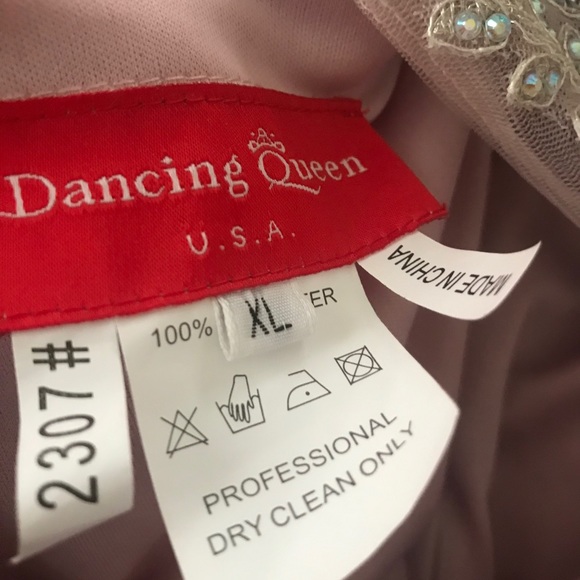 Dancing Queen
U.S.A.
MADE IN CHINA
XL
100%
ER
2307#
PROFESSIONAL
DRY CLEAN ONLY